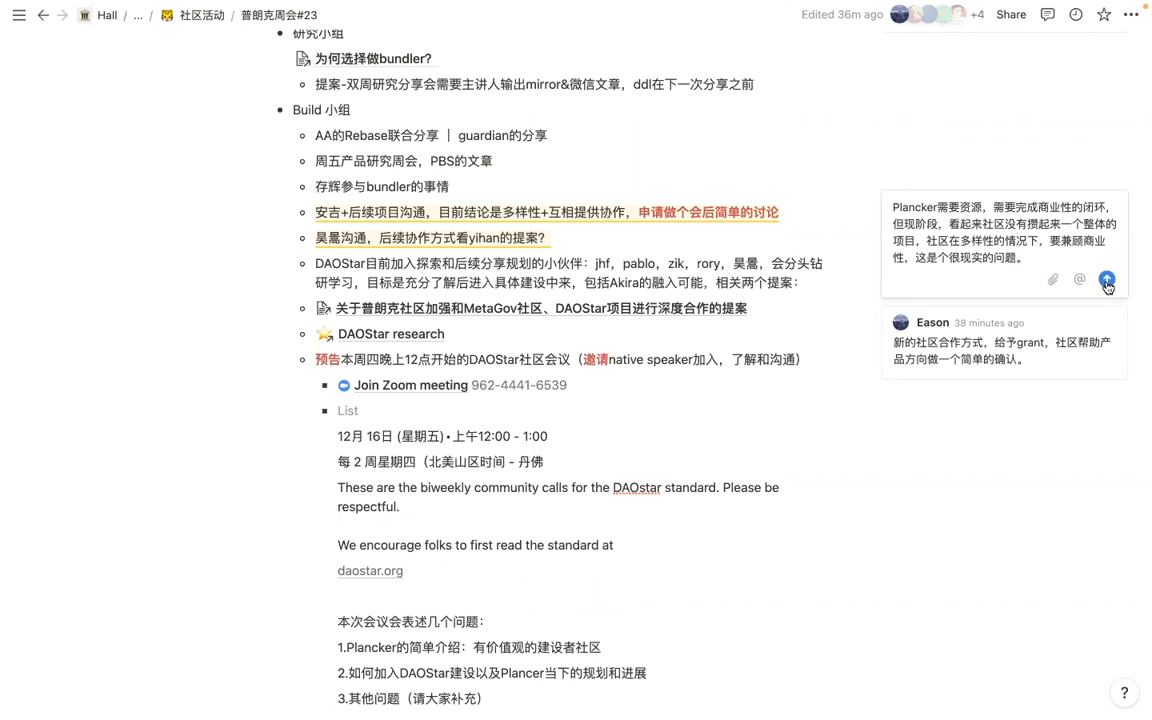 Hall / ... / 社区活动 / 普朗克周会#23
Edited 36m ago
+4
Share
研究小组
为何选择做bundler?
提案-双周研究分享会需要主讲人输出mirror&微信文章，ddl在下一次分享之前
Build 小组
AA的Rebase联合分享 ｜ guardian的分享
周五产品研究周会，PBS的文章
存辉参与bundler的事情
安吉+后续项目沟通，目前结论是多样性+互相提供协作，申请做个会后简单的讨论
吴嵩沟通，后续协作方式看yihan的提案？
DAOStar目前加入探索和后续分享规划的小伙伴：jhf，pablo，zik，rory，吴嵩，会分头钻
研学习，目标是充分了解后进入具体建设中来，包括Akira的融入可能，相关两个提案：
关于普朗克社区加强和MetaGov社区、DAOStar项目进行深度合作的提案
DAOStar research
预告本周四晚上12点开始的DAOStar社区会议（邀请native speaker加入，了解和沟通）
Join Zoom meeting 962-4441-6539
List
12月 16日 (星期五) • 上午12:00 - 1:00
每 2 周星期四（北美山区时间 - 丹佛
These are the biweekly community calls for the DAOstar standard. Please be
respectful.
We encourage folks to first read the standard at
daostar.org
本次会议会表述几个问题：
1.Plancker的简单介绍：有价值观的建设者社区
2.如何加入DAOStar建设以及Plancer当下的规划和进展
3.其他问题（请大家补充）
Plancker需要资源，需要完成商业性的闭环，
但现阶段，看起来社区没有攒起来一个整体的
项目，社区在多样性的情况下，要兼顾商业
性，这是个很现实的问题。
Eason 38 minutes ago
新的社区合作方式，给予grant，社区帮助产
品方向做一个简单的确认。
?